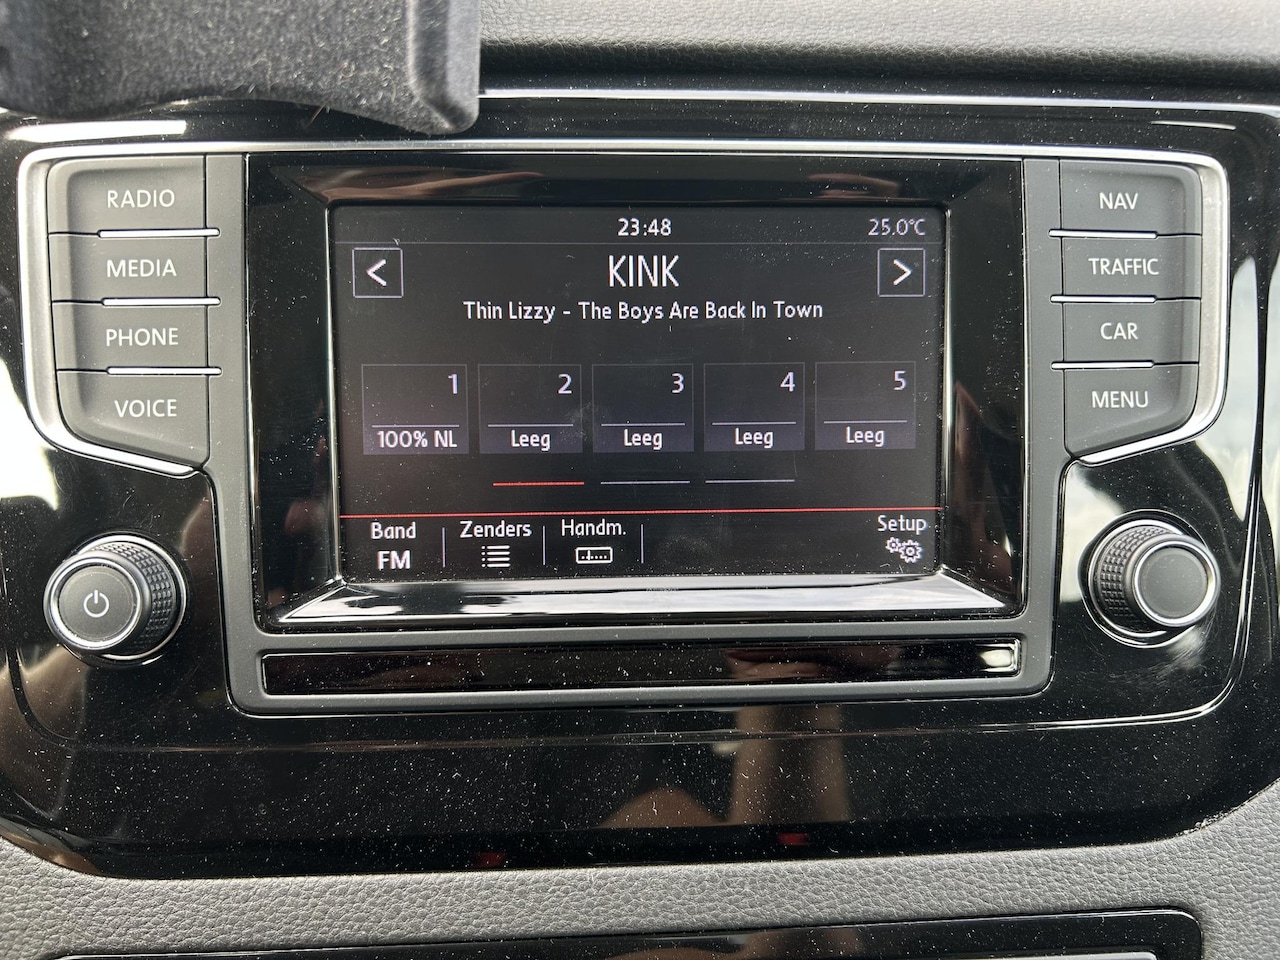 RADIO
MEDIA
PHONE
VOICE
23:48
25.0°C
<
KINK
>
Thin Lizzy - The Boys Are Back In Town
1
2
3
4
5
100% NL
Leeg
Leeg
Leeg
Leeg
Band
FM
Zenders
Handm.
Setup
NAV
TRAFFIC
CAR
MENU